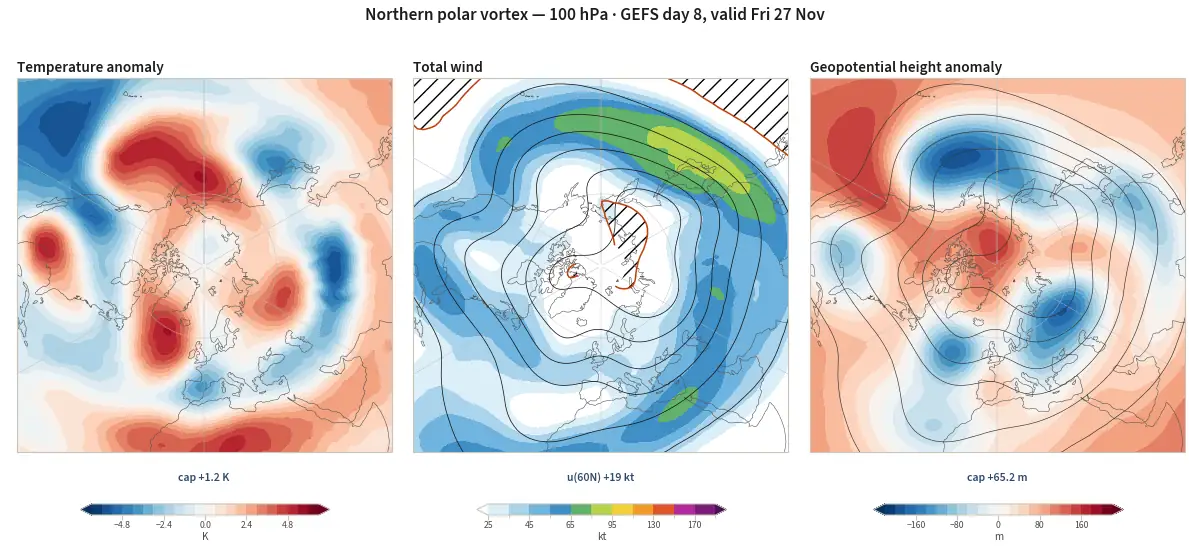 Northern polar vortex — 100 hPa · GEFS day 8, valid Fri 27 Nov
Temperature anomaly
Total wind
Geopotential height anomaly
cap +1.2 K
u(60N) +19 kt
cap +65.2 m
−4.8 −2.4 0.0 2.4 4.8
K
25 45 65 95 130 170
kt
−160 −80 0 80 160
m